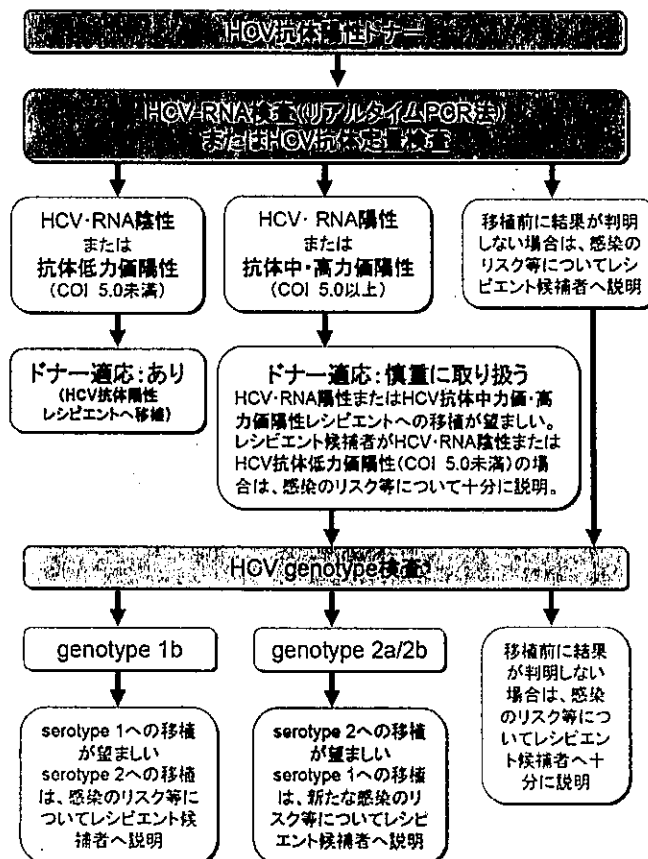 HCV抗体陽性ドナー
HCV-RNA検査(リアルタイムPCR法)
またはHCV抗体定量検査
HCV・RNA陰性
または
抗体低力価陽性
(COI 5.0未満)
HCV・RNA陽性
または
抗体中・高力価陽性
(COI 5.0以上)
移植前に結果が判明
しない場合は、感染の
リスク等についてレシ
ピエント候補者へ説明
ドナー適応:あり
(HCV抗体陽性
レシピエントへ移植)
ドナー適応:慎重に取り扱う
HCV・RNA陽性またはHCV抗体中力価・高
力価陽性レシピエントへの移植が望ましい。
レシピエント候補者がHCV・RNA陰性または
HCV抗体低力価陽性(COI 5.0未満)の場
合は、感染のリスク等について十分に説明。
HCV genotype検査
genotype 1b
genotype 2a/2b
移植前に結果
が判明しない
場合は、感染
のリスク等につ
いてレシピエン
ト候補者へ十
分に説明
serotype 1への移植
が望ましい
serotype 2への移植
は、感染のリスク等に
ついてレシピエント候
補者へ説明
serotype 2への移植
が望ましい
serotype 1への移植
は、新たな感染のリ
スク等についてレシピ
エント候補者へ説明